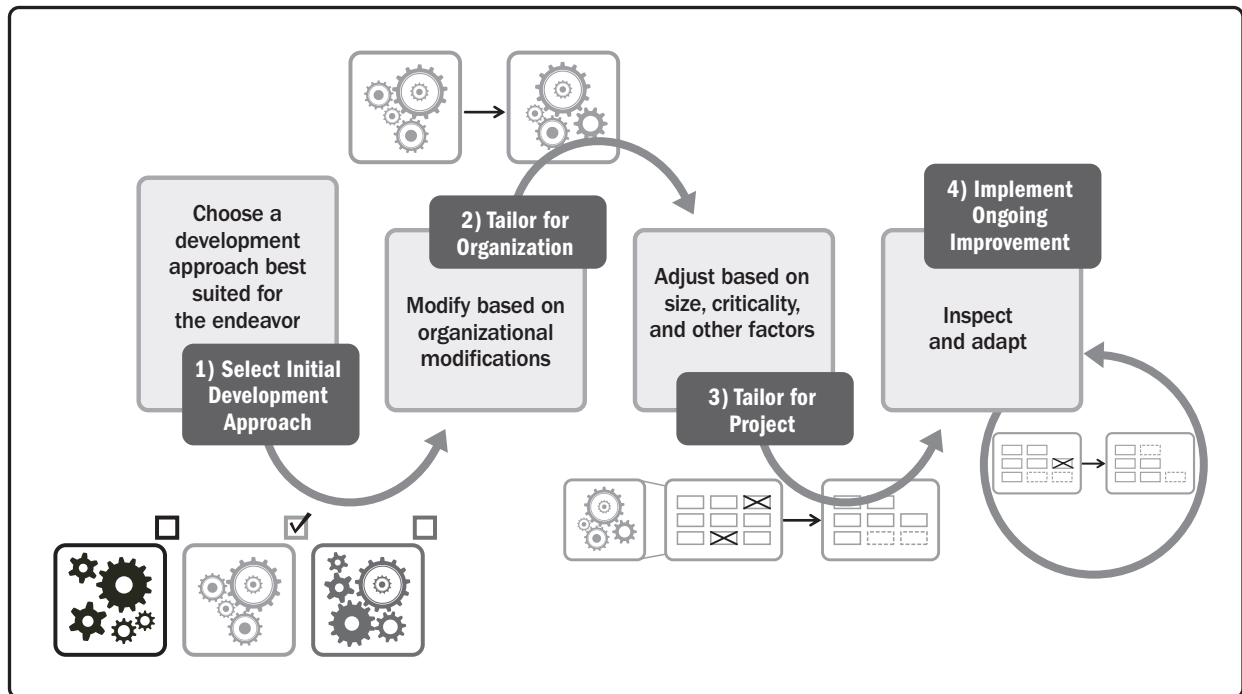 Choose a
development
approach best
suited for
the endeavor
1) Select Initial
Development
Approach
2) Tailor for
Organization
Modify based on
organizational
modifications
Adjust based on
size, criticality,
and other factors
3) Tailor for
Project
4) Implement
Ongoing
Improvement
Inspect
and adapt